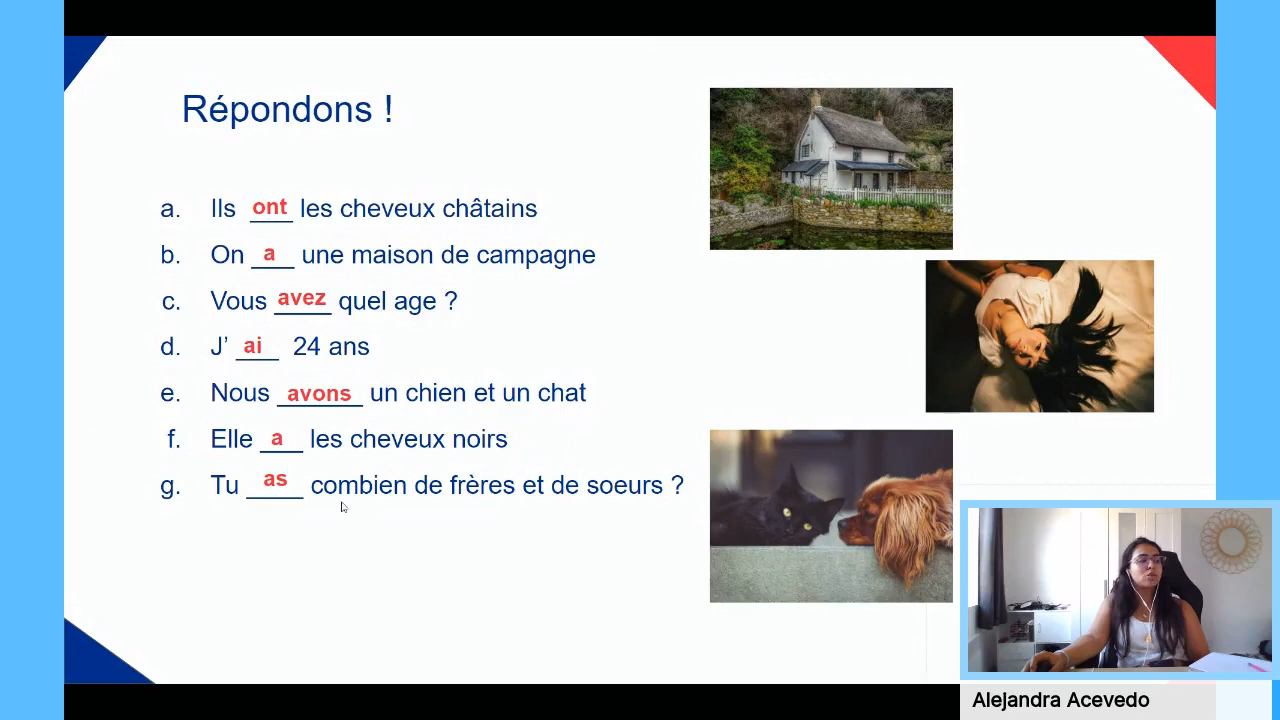 Répondons !
a. Ils ont les cheveux châtains
b. On a une maison de campagne
c. Vous avez quel age ?
d. J’ ai 24 ans
e. Nous avons un chien et un chat
f. Elle a les cheveux noirs
g. Tu as combien de frères et de soeurs ?
Alejandra Acevedo